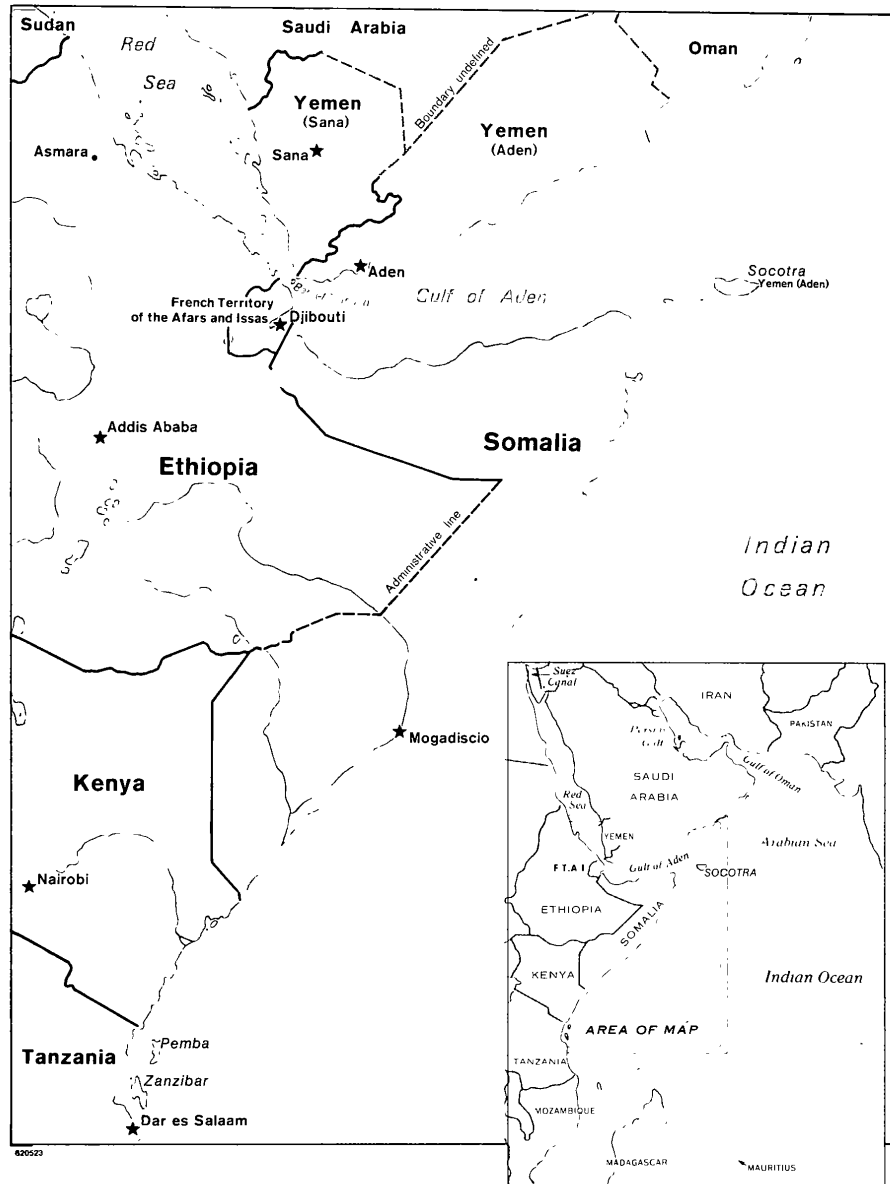 Sudan
Red
Sea
Saudi Arabia
Oman
Yemen
(Sana)
Sana
Boundary undefined
Yemen
(Aden)
Asmara
Aden
Socotra
Yemen (Aden)
Gulf of Aden
French Territory
of the Afars and Issas
Djibouti
Addis Ababa
Ethiopia
Somalia
Administrative line
Indian
Ocean
Mogadiscio
Kenya
Nairobi
Tanzania
Pemba
Zanzibar
Dar es Salaam
620523
Suez
Canal
IRAN
PAKISTAN
Persian
Gulf
Gulf of Oman
SAUDI
ARABIA
Red
Sea
YEMEN
Arabian Sea
F.T.A.I
Gulf of Aden
SOCOTRA
ETHIOPIA
SOMALIA
KENYA
Indian Ocean
AREA OF MAP
TANZANIA
MOZAMBIQUE
MADAGASCAR
MAURITIUS